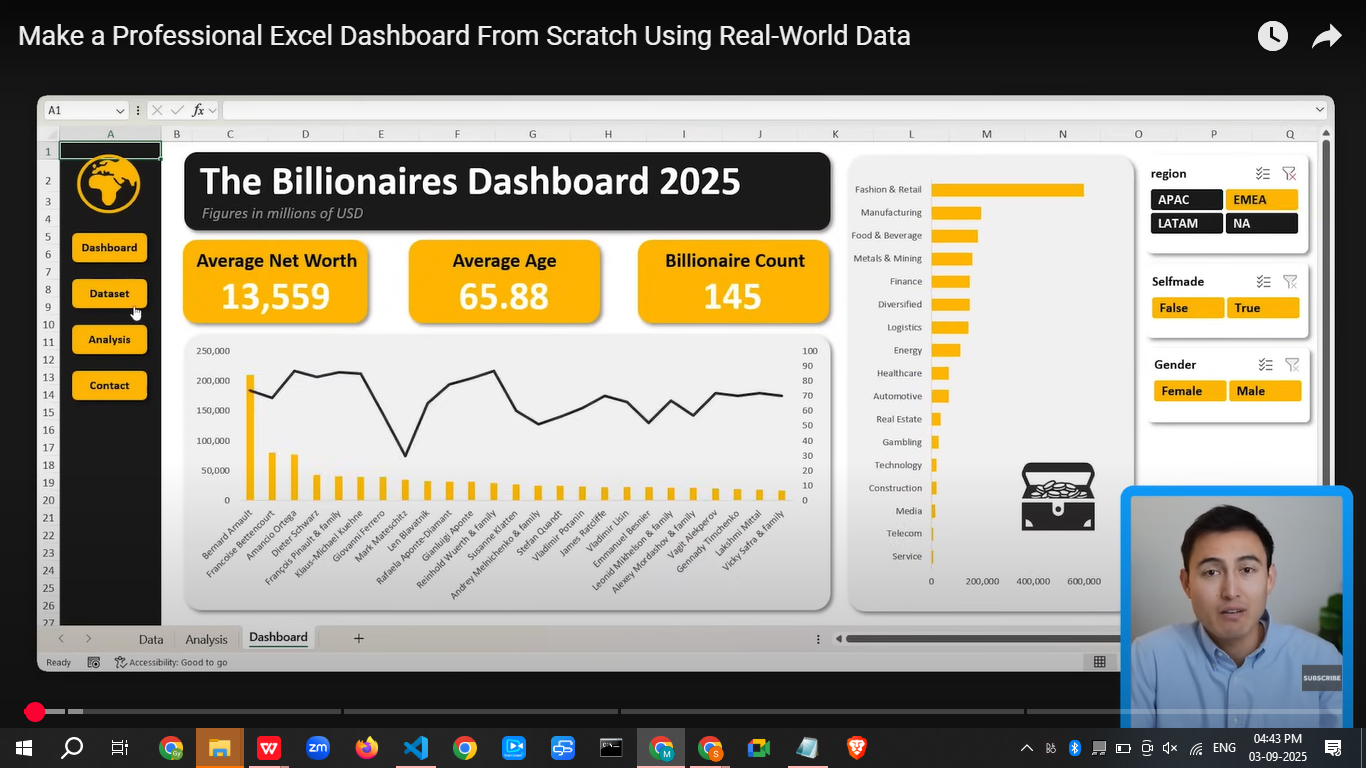 Make a Professional Excel Dashboard From Scratch Using Real-World Data
A1
fx
A B C D E F G H I J K L M N O P Q
1
2
3
4
5
6
7
8
9
10
11
12
13
14
15
16
17
18
19
20
21
22
23
24
25
26
27
Dashboard
Dataset
Analysis
Contact
The Billionaires Dashboard 2025
Figures in millions of USD
Average Net Worth
13,559
Average Age
65.88
Billionaire Count
145
250,000
200,000
150,000
100,000
50,000
0
100
90
80
70
60
50
40
30
20
10
0
Bernard Arnault
Francoise Bettencourt
Amancio Ortega
Dieter Schwarz
François Pinault & family
Klaus-Michael Kuehne
Giovanni Ferrero
Mark Mateschitz
Len Blavatnik
Rafaela Aponte-Diamant
Gianluigi Aponte
Reinhold Wuerth & family
Susanne Klatten
Andrey Melnichenko & family
Stefan Quandt
Vladimir Potanin
James Ratcliffe
Vladimir Lisin
Emmanuel Besnier
Leonid Mikhelson & family
Alexey Mordashov & family
Vagit Alekperov
Gennady Timchenko
Lakshmi Mittal
Vicky Safra & family
Fashion & Retail
Manufacturing
Food & Beverage
Metals & Mining
Finance
Diversified
Logistics
Energy
Healthcare
Automotive
Real Estate
Gambling
Technology
Construction
Media
Telecom
Service
0 200,000 400,000 600,000
region
APAC EMEA
LATAM NA
Selfmade
False True
Gender
Female Male
Data Analysis Dashboard +
Ready Accessibility: Good to go
SUBSCRIBE
zm
ENG
04:43 PM
03-09-2025